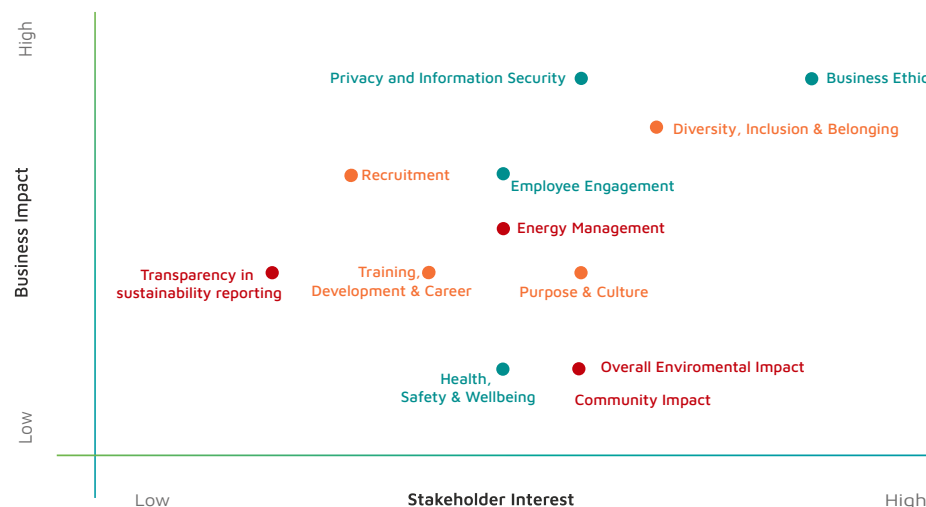 High
Privacy and Information Security
Business Ethic
Diversity, Inclusion & Belonging
Recruitment
Employee Engagement
Business Impact
Energy Management
Transparency in
sustainability reporting
Training,
Development & Career
Purpose & Culture
Overall Enviromental Impact
Health,
Safety & Wellbeing
Community Impact
Low
Low
Stakeholder Interest
High